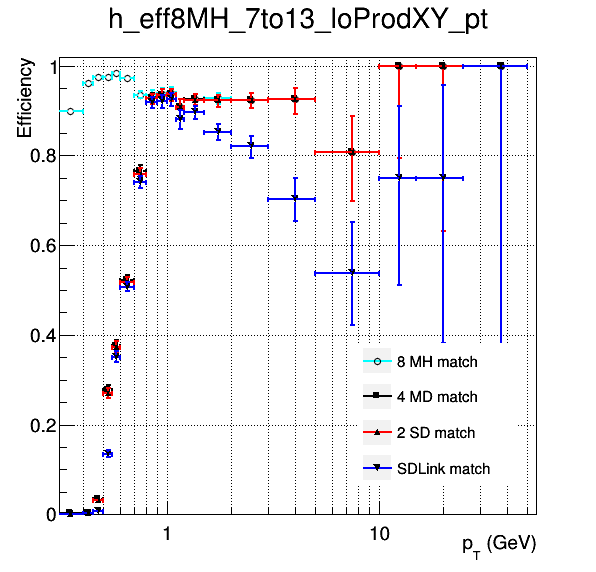 h_eff8MH_7to13_loProdXY_pt
Efficiency
1
0.8
0.6
0.4
0.2
0
8 MH match
4 MD match
2 SD match
SDLink match
1
10
p_T (GeV)